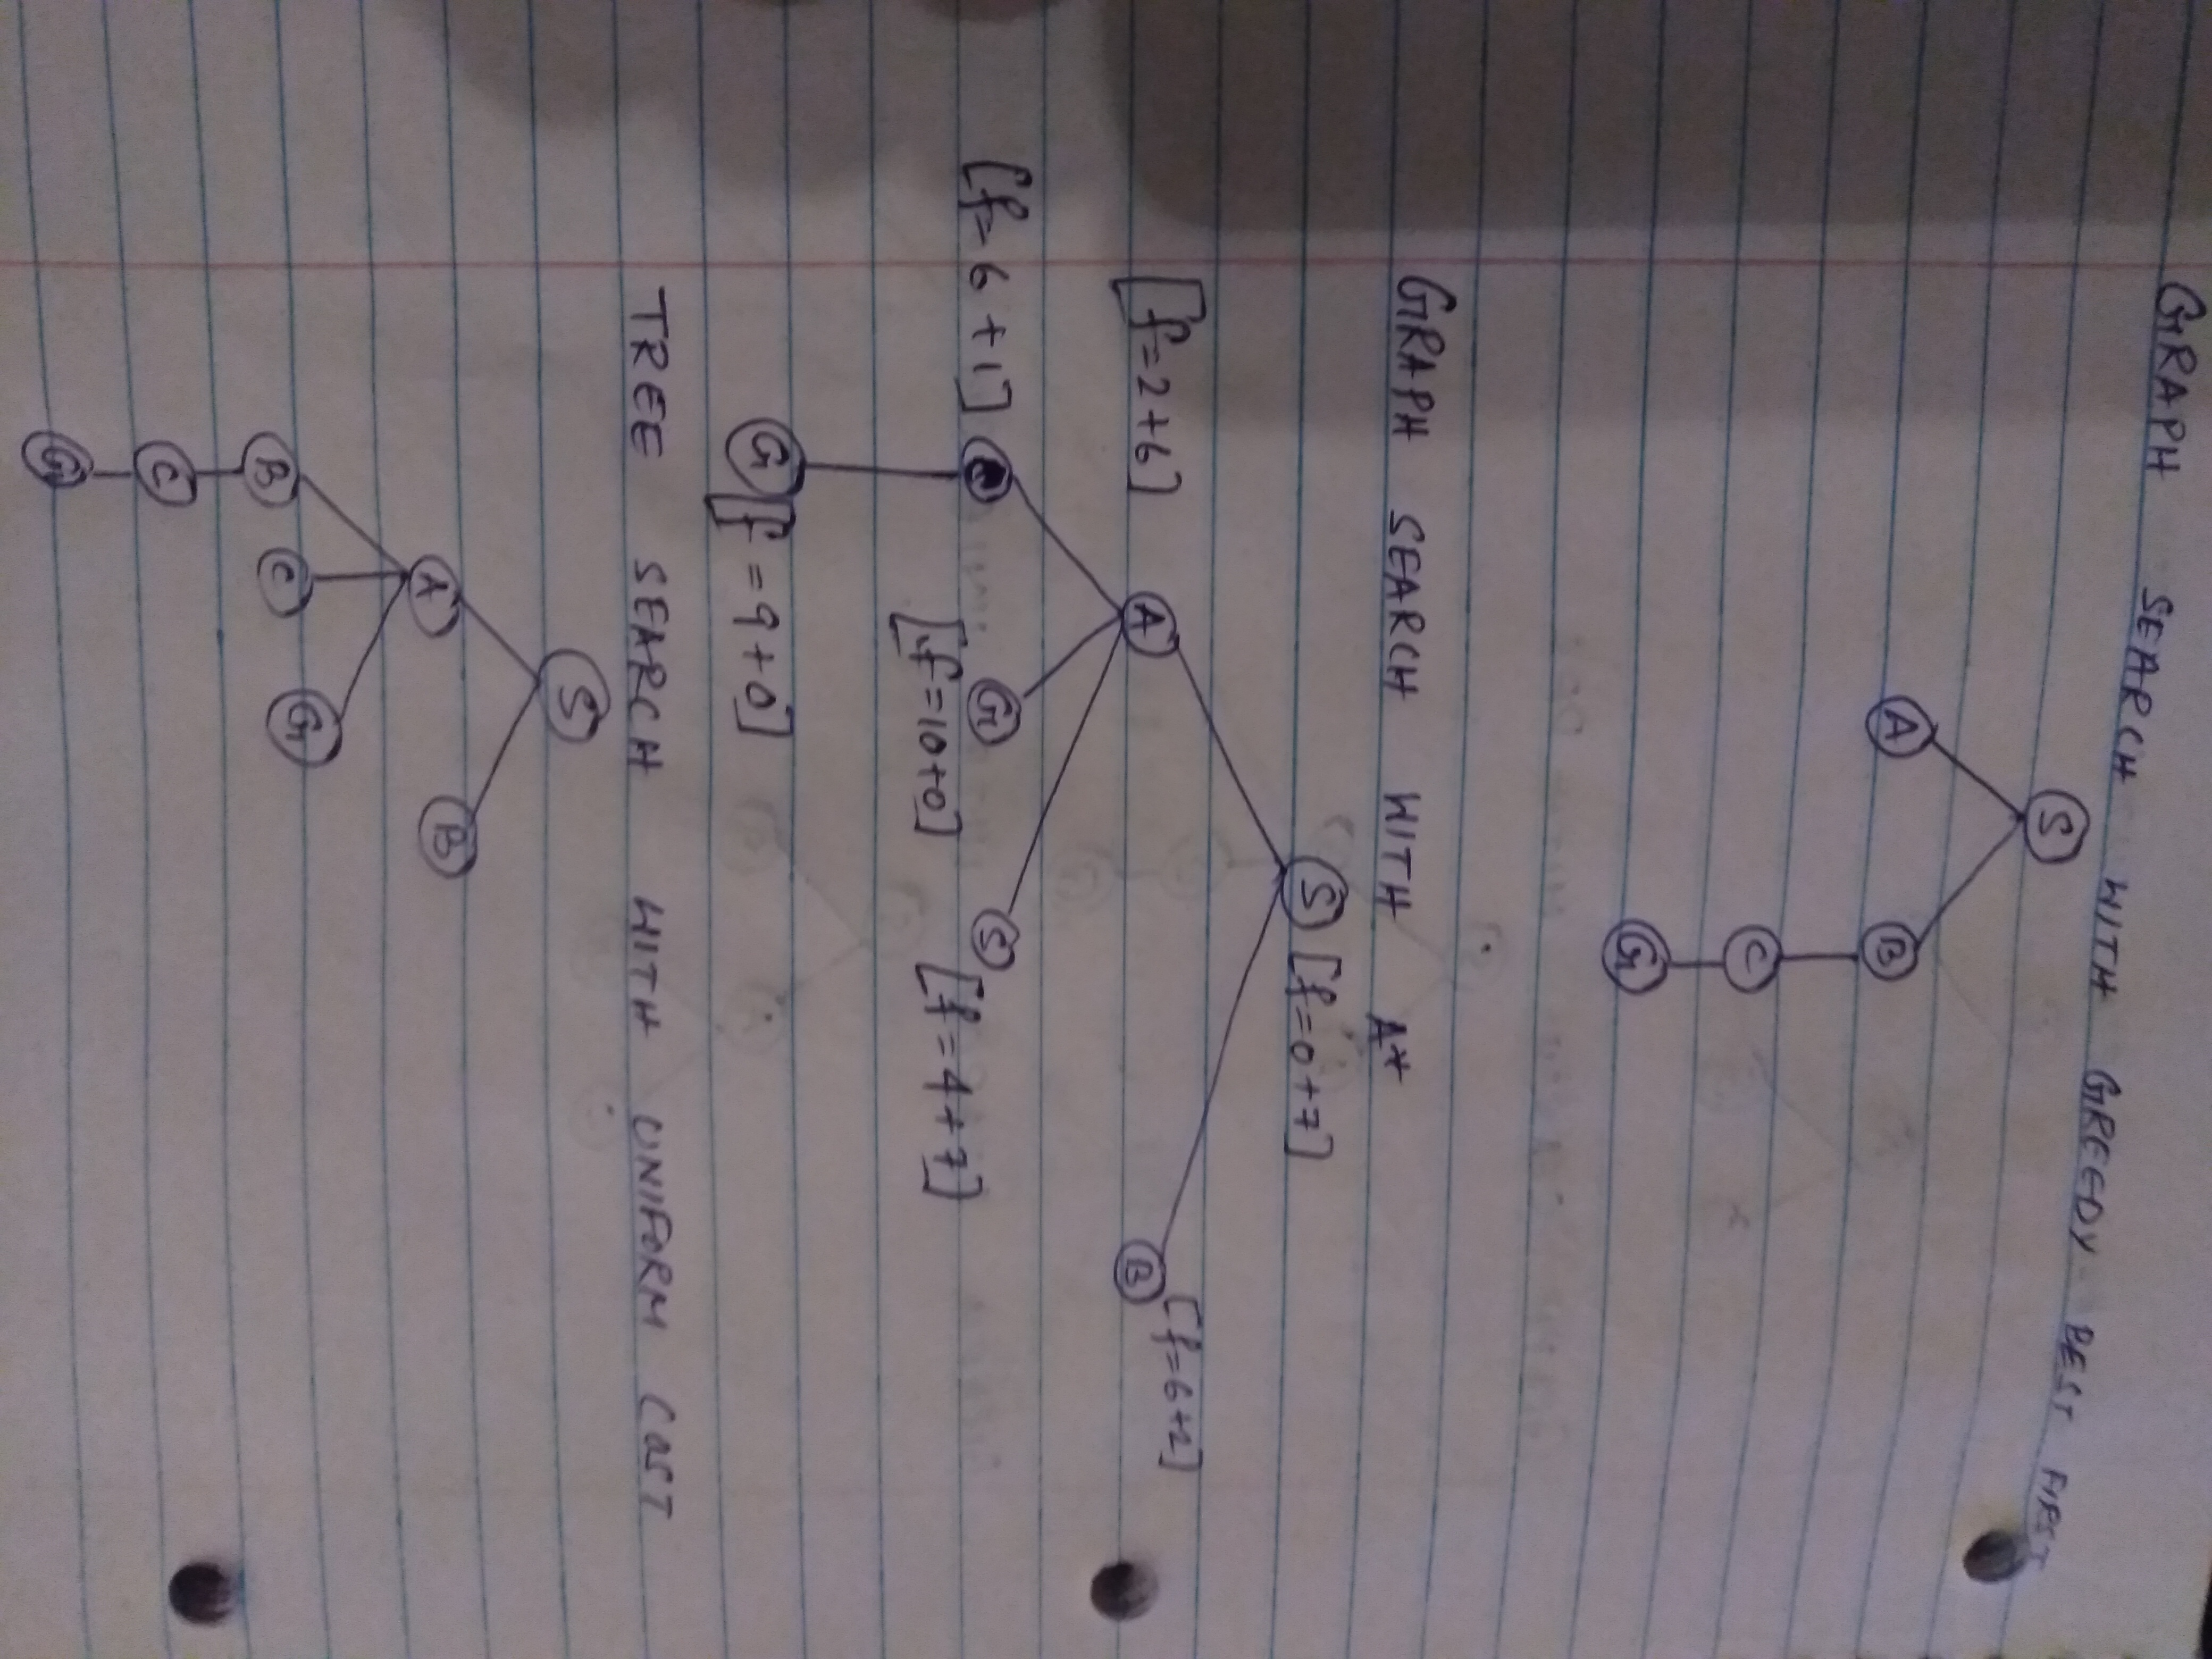 GRAPH SEARCH WITH GREEDY BEST FIRST
S
A B
C
G
GRAPH SEARCH WITH A*
S [f=0+7]
[f=2+6] A B [f=6+2]
[f=6+1] G S
[f=10+0] [f=4+7]
G [f=9+0]
TREE SEARCH WITH UNIFORM COST
S
A B
B C G
C
G